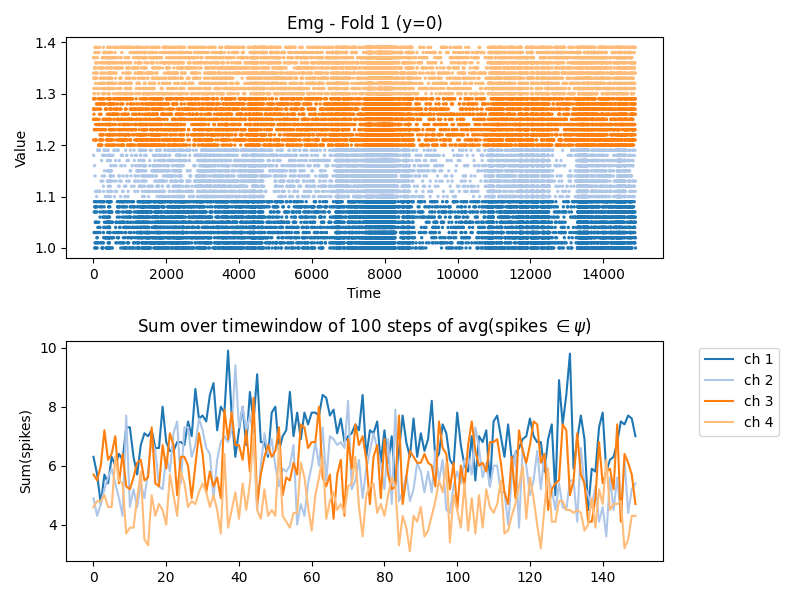 Emg - Fold 1 (y=0)
Value
1.4
1.3
1.2
1.1
1.0
0 2000 4000 6000 8000 10000 12000 14000
Time
Sum over timewindow of 100 steps of avg(spikes ∈ ψ)
Sum(spikes)
10
8
6
4
0 20 40 60 80 100 120 140
ch 1
ch 2
ch 3
ch 4